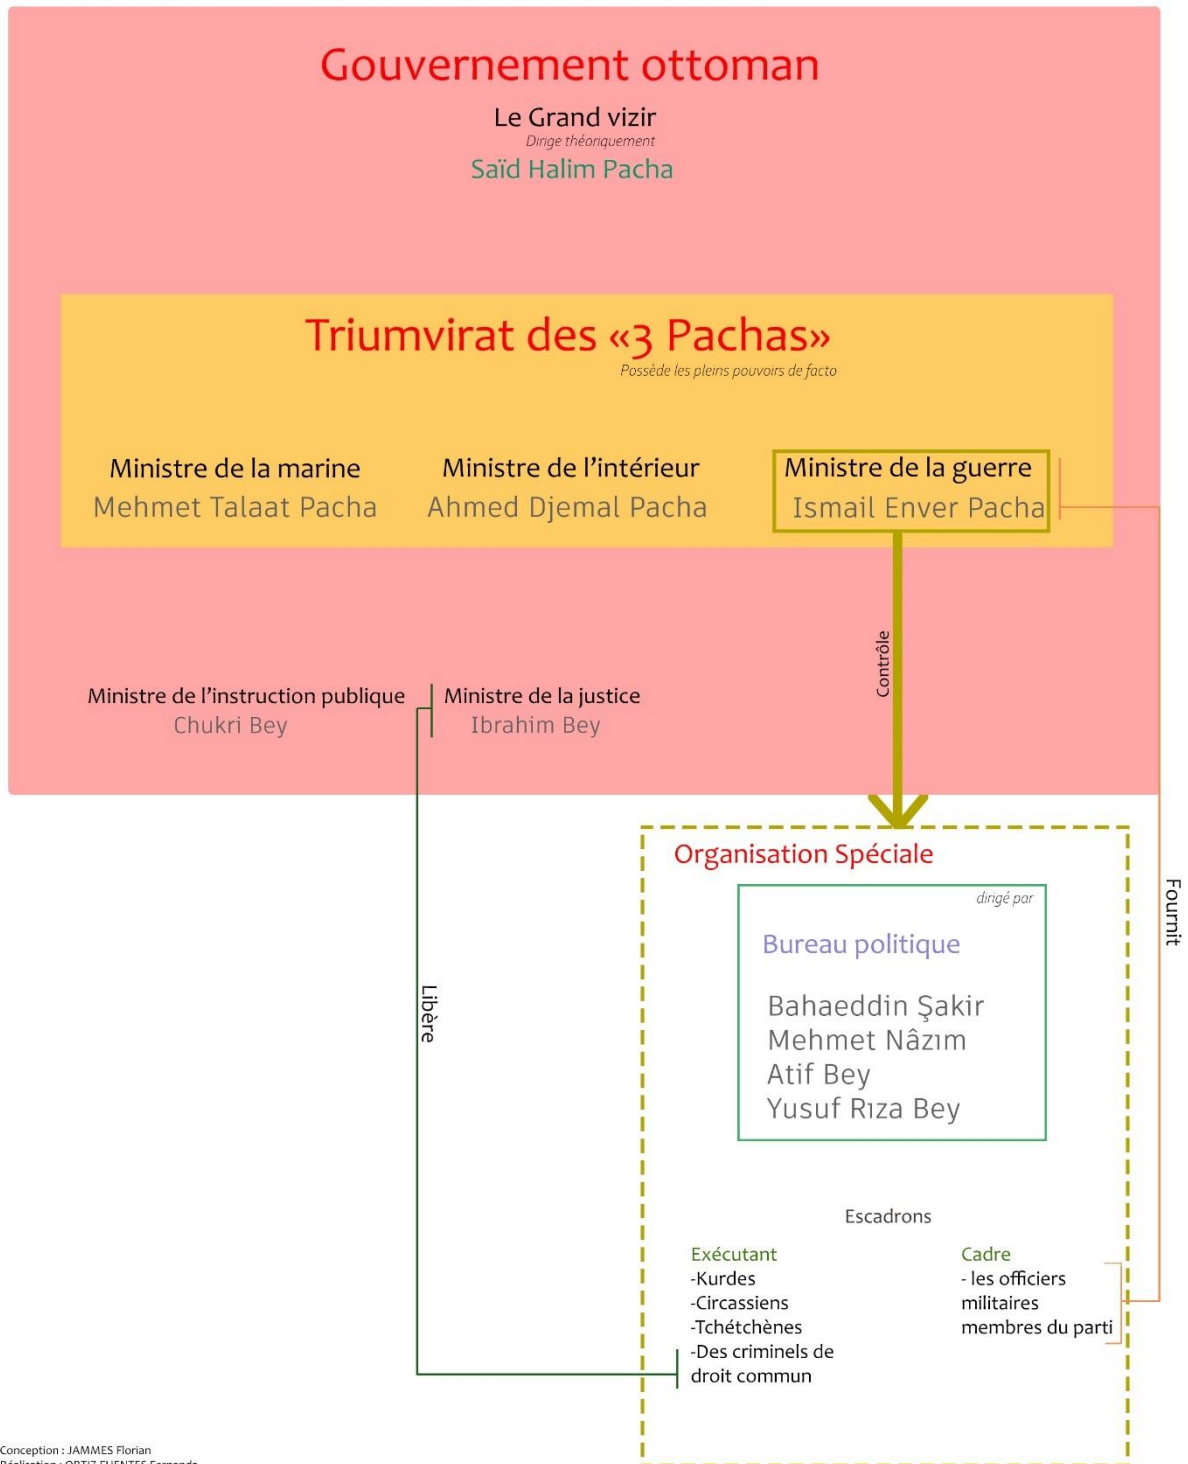 Gouvernement ottoman
Le Grand vizir
Dirige théoriquement
Saïd Halim Pacha
Triumvirat des «3 Pachas»
Possède les pleins pouvoirs de facto
Ministre de la marine
Mehmet Talaat Pacha
Ministre de l'intérieur
Ahmed Djemal Pacha
Ministre de la guerre
Ismail Enver Pacha
Contrôle
Ministre de l'instruction publique
Chukri Bey
Ministre de la justice
Ibrahim Bey
Organisation Spéciale
dirigé par
Bureau politique
Bahaeddin Şakir
Mehmet Nâzım
Atif Bey
Yusuf Rıza Bey
Fournit
Libère
Escadrons
Exécutant
-Kurdes
-Circassiens
-Tchétchènes
-Des criminels de
droit commun
Cadre
- les officiers
militaires
membres du parti
Conception : JAMMES Florian
Réalisation : ORTIZ FUENTES Fernando